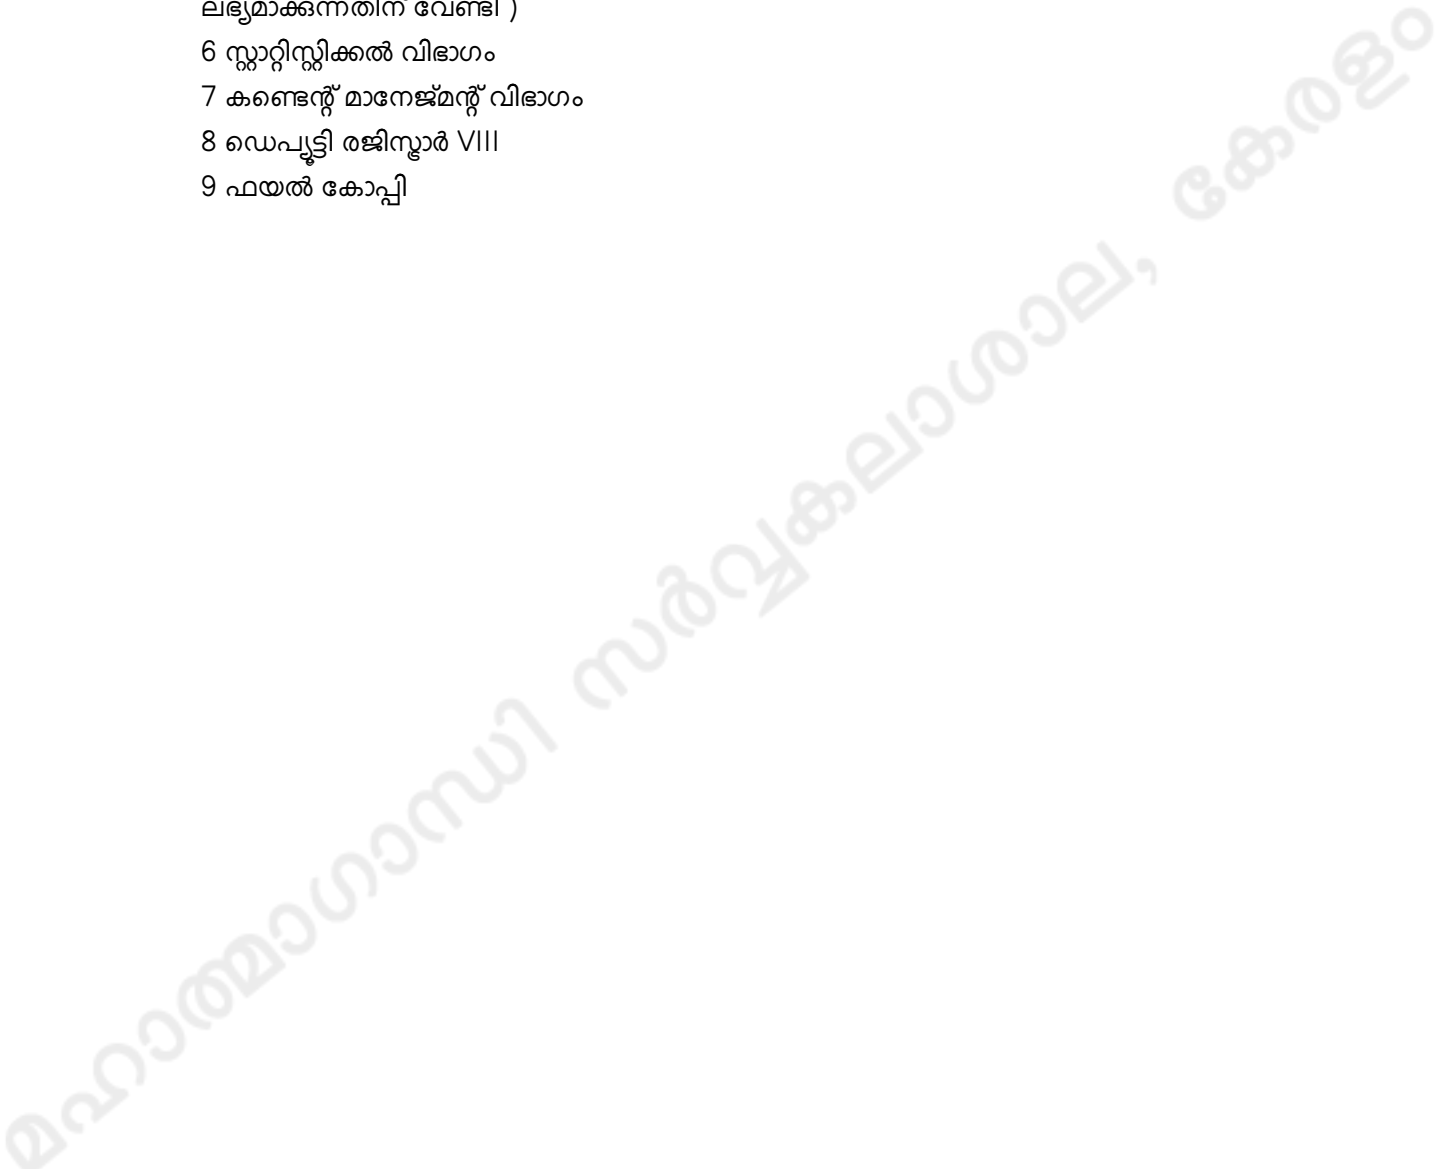 ലഭ്യമാക്കുന്നതിന് വേണ്ടി )
6 സ്റ്റാറ്റിസ്റ്റിക്കൽ വിഭാഗം
7 കണ്ടെന്റ് മാനേജ്മന്റ് വിഭാഗം
8 ഡെപ്യൂട്ടി രജിസ്ട്രാർ VIII
9 ഫയൽ കോപ്പി
മഹാത്മാഗാന്ധി സർവ്വകലാശാല, കേരളം